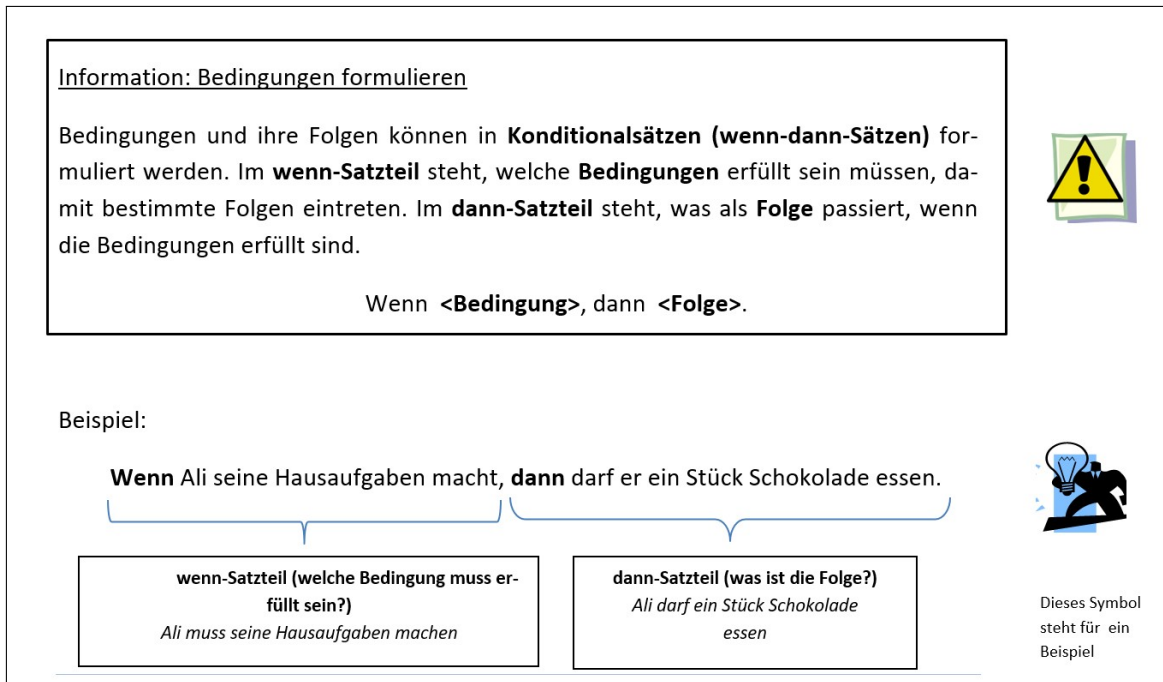 Information: Bedingungen formulieren
Bedingungen und ihre Folgen können in Konditionalsätzen (wenn-dann-Sätzen) for-
muliert werden. Im wenn-Satzteil steht, welche Bedingungen erfüllt sein müssen, da-
mit bestimmte Folgen eintreten. Im dann-Satzteil steht, was als Folge passiert, wenn
die Bedingungen erfüllt sind.
Wenn <Bedingung>, dann <Folge>.
Beispiel:
Wenn Ali seine Hausaufgaben macht, dann darf er ein Stück Schokolade essen.
wenn-Satzteil (welche Bedingung muss er-
füllt sein?)
Ali muss seine Hausaufgaben machen
dann-Satzteil (was ist die Folge?)
Ali darf ein Stück Schokolade
essen
Dieses Symbol
steht für ein
Beispiel